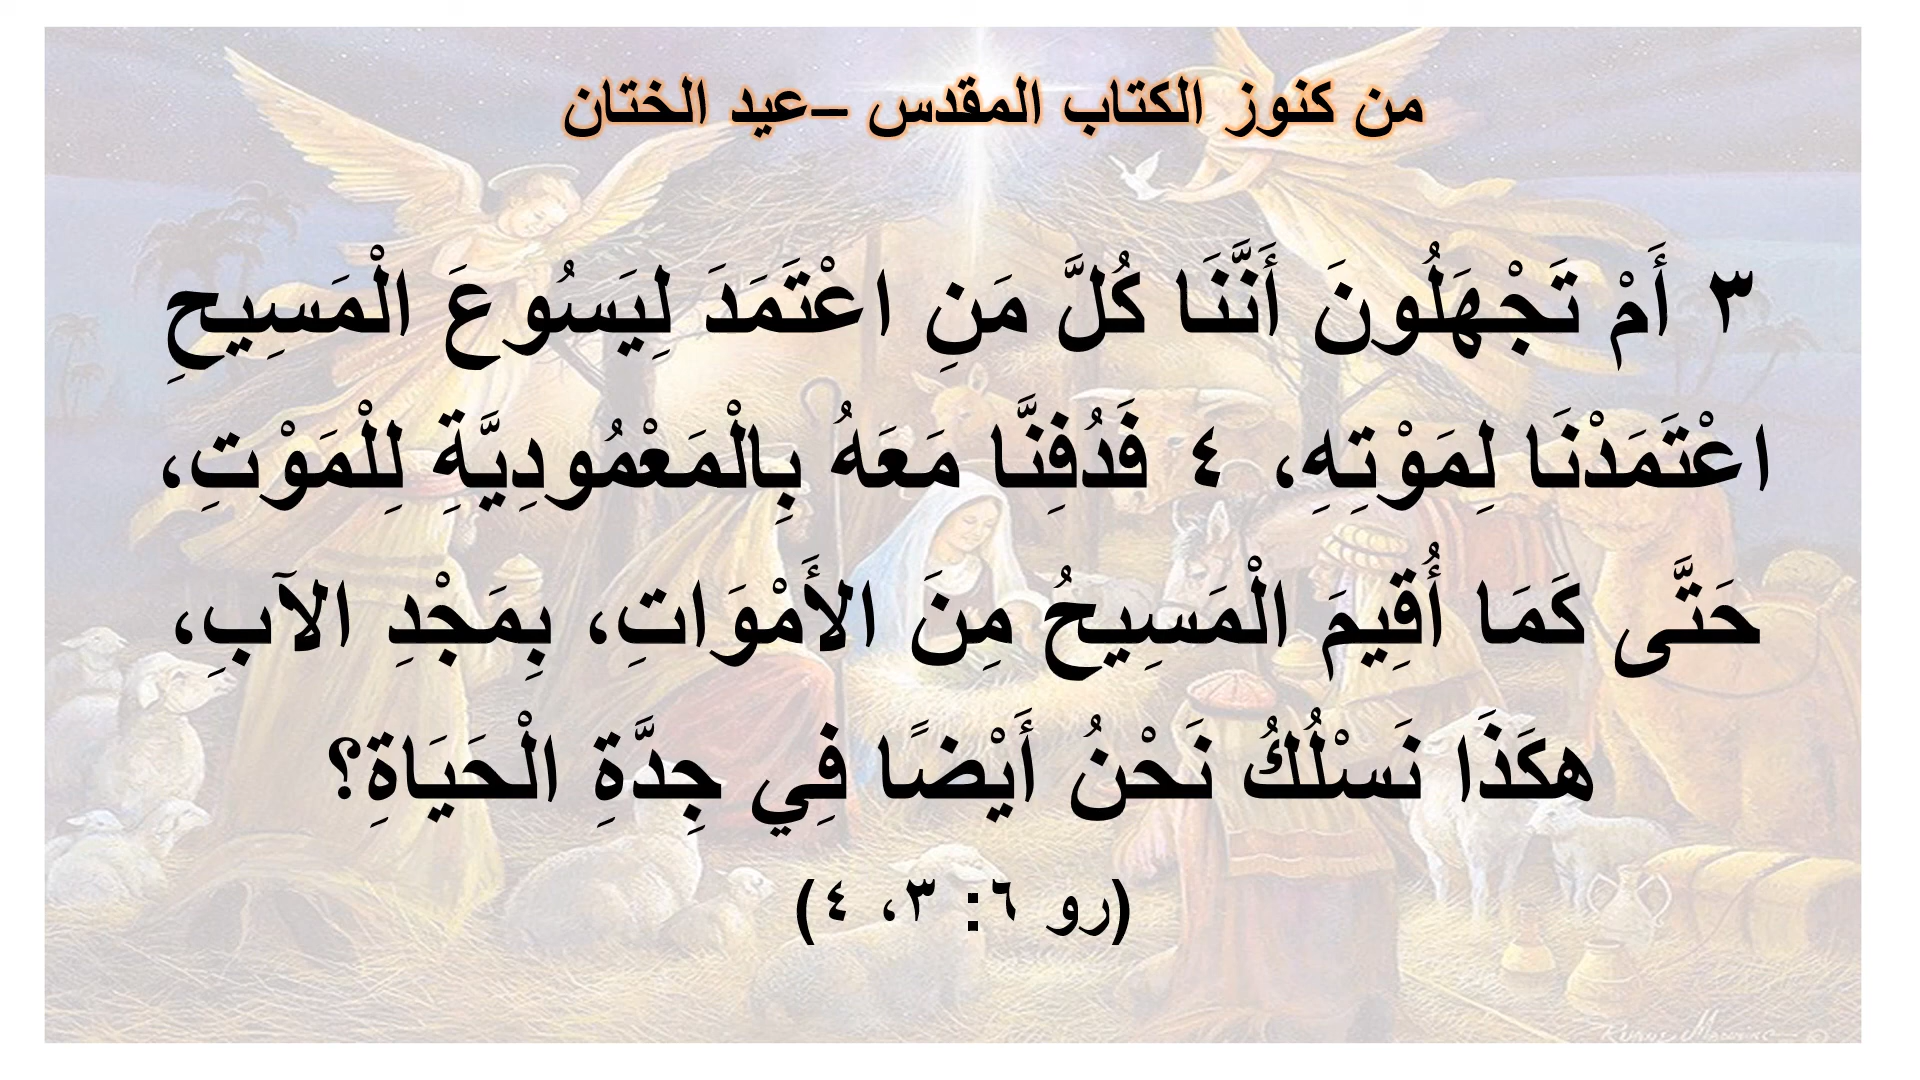 من كنوز الكتاب المقدس –عيد الختان
٣ أَمْ تَجْهَلُونَ أَنَّنَا كُلَّ مَنِ اعْتَمَدَ لِيَسُوعَ الْمَسِيحِ
اعْتَمَدْنَا لِمَوْتِهِ، ٤ فَدُفِنَّا مَعَهُ بِالْمَعْمُودِيَّةِ لِلْمَوْتِ،
حَتَّى كَمَا أُقِيمَ الْمَسِيحُ مِنَ الأَمْوَاتِ، بِمَجْدِ الآبِ،
هكَذَا نَسْلُكُ نَحْنُ أَيْضًا فِي جِدَّةِ الْحَيَاةِ؟
(رو ٦: ٣، ٤)